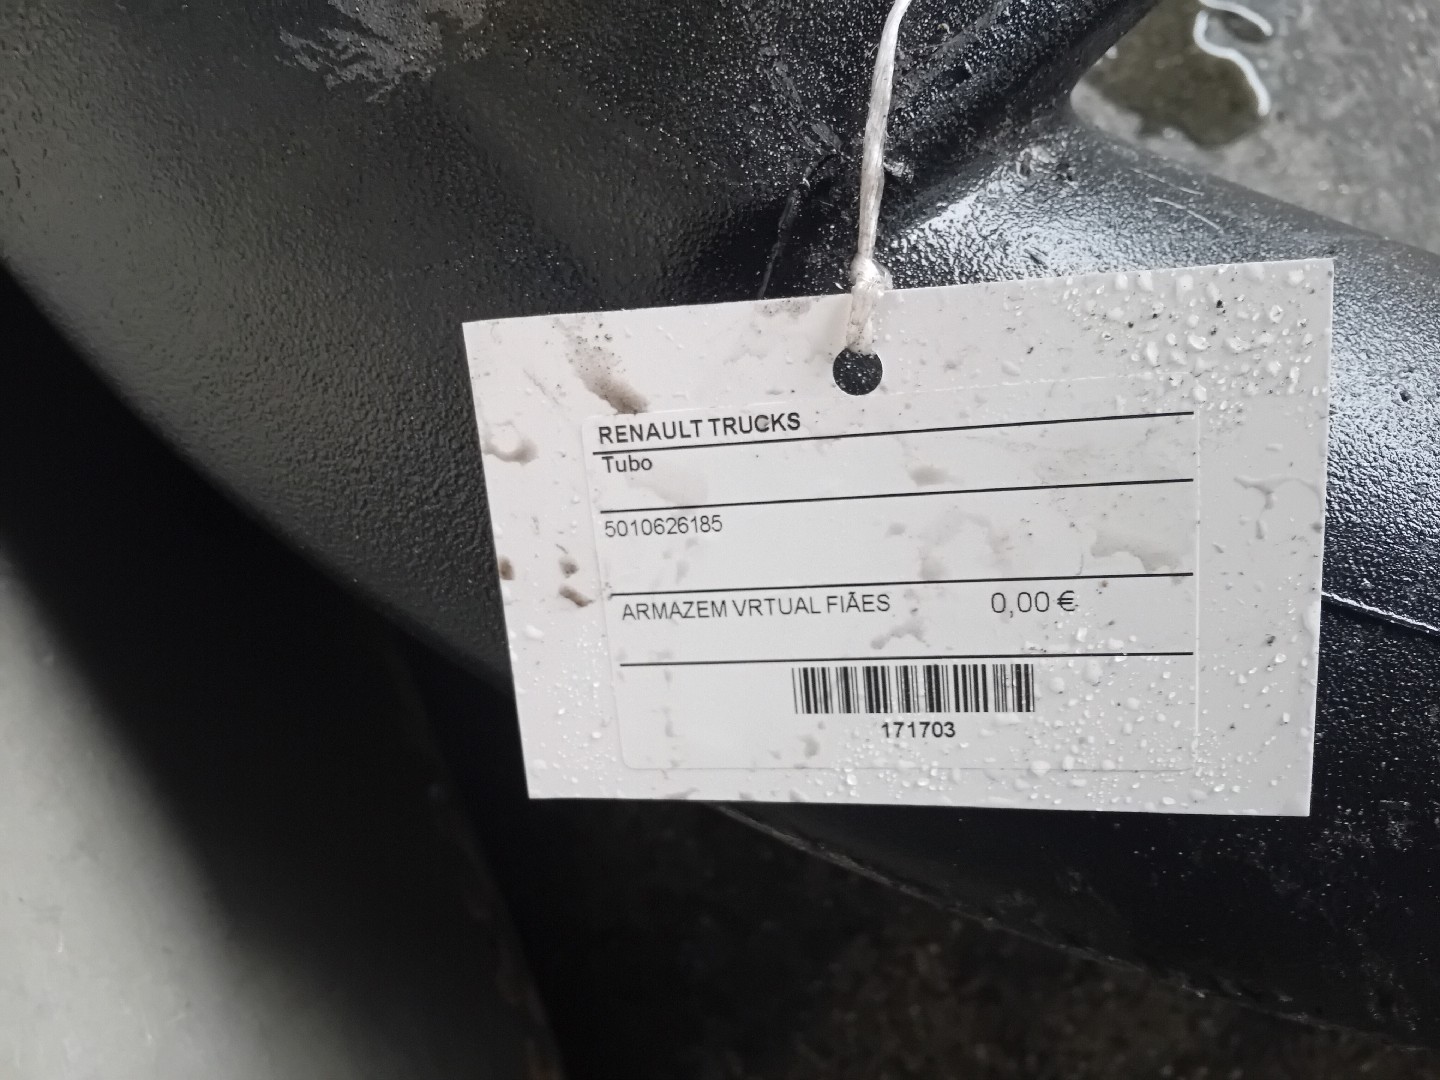 RENAULT TRUCKS
Tubo
5010626185
ARMAZEM VRTUAL FIÃES 0,00 €
171703